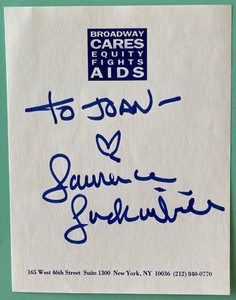 BROADWAY
CARES
EQUITY
FIGHTS
AIDS
TO JOAN—
Laurence
Luckinbill
165 West 46th Street Suite 1300 New York, NY 10036 (212) 840-0770